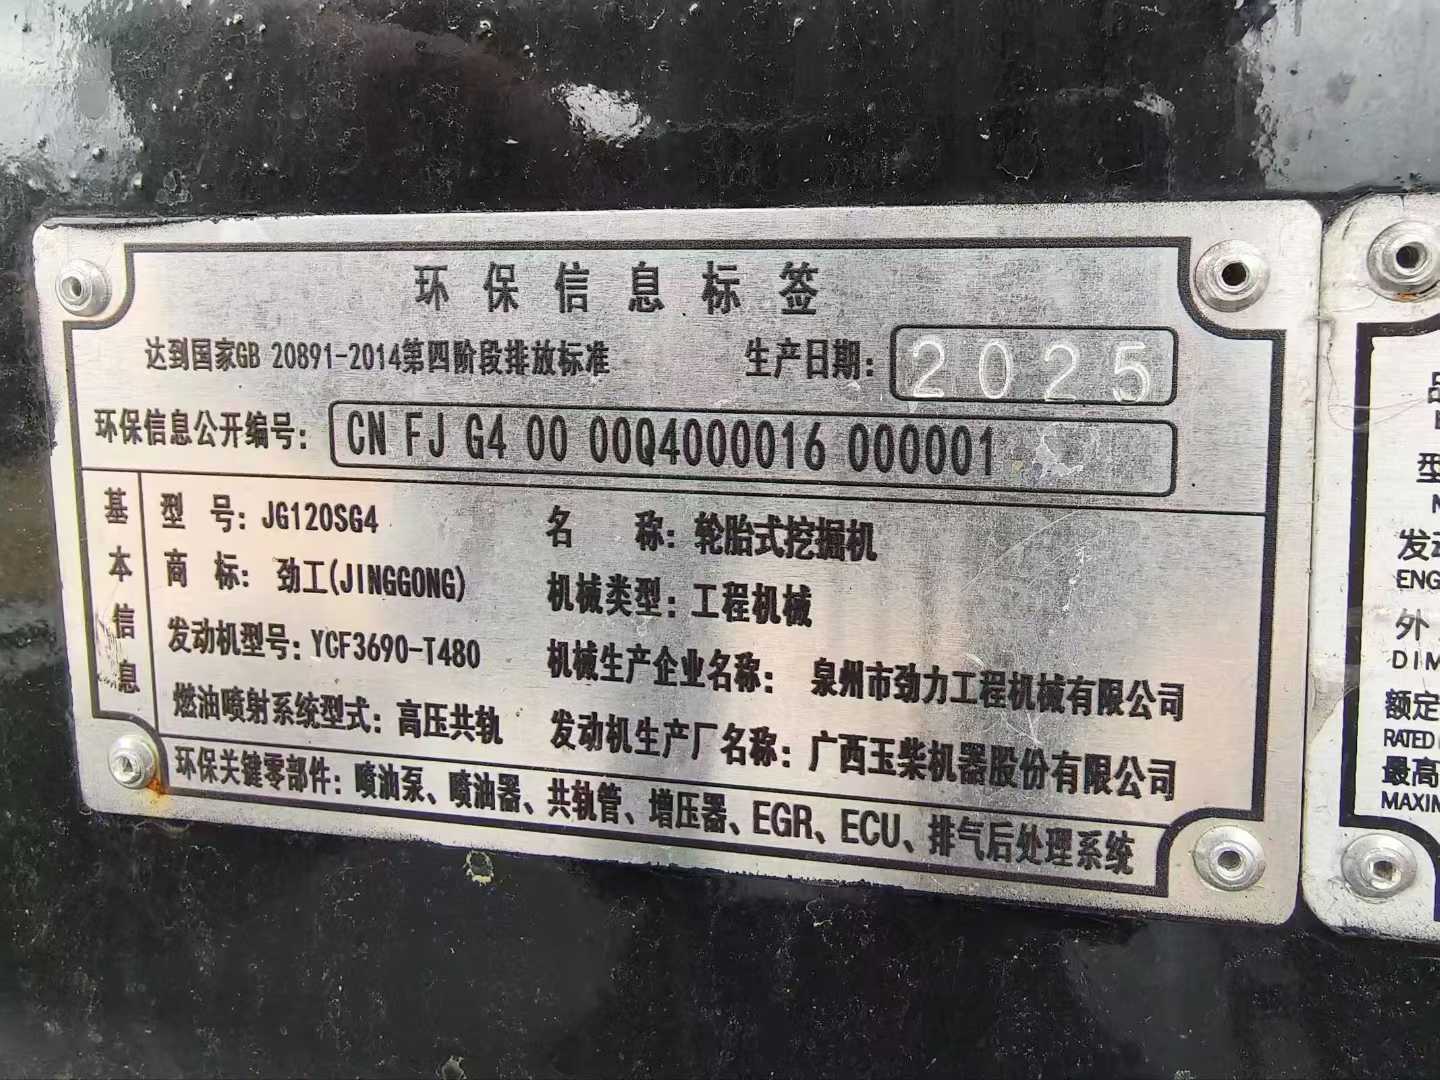 环保信息标签
达到国家GB 20891-2014第四阶段排放标准
生产日期: 2025
环保信息公开编号: CN FJ G4 00 00Q4000016 000001
基本信息
型 号: JG120SG4
名 称: 轮胎式挖掘机
商 标: 劲工(JINGGONG)
机械类型: 工程机械
发动机型号: YCF3690-T480
机械生产企业名称: 泉州市劲力工程机械有限公司
燃油喷射系统型式: 高压共轨
发动机生产厂名称: 广西玉柴机器股份有限公司
环保关键零部件: 喷油泵、喷油器、共轨管、增压器、EGR、ECU、排气后处理系统
型
发动
ENG
外
DIM
额定
RATED
最高
MAXIM